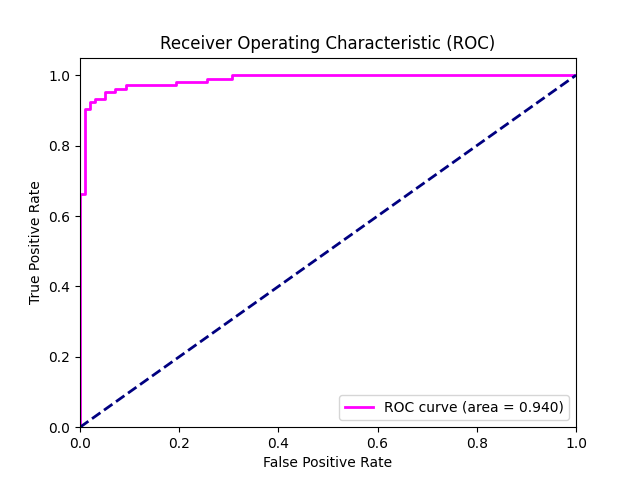 Receiver Operating Characteristic (ROC)
1.0
0.8
0.6
0.4
0.2
0.0
True Positive Rate
ROC curve (area = 0.940)
0.0 0.2 0.4 0.6 0.8 1.0
False Positive Rate